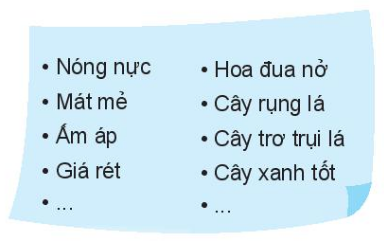 • Nóng nực
• Mát mẻ
• Ấm áp
• Giá rét
• ...
• Hoa đua nở
• Cây rụng lá
• Cây trơ trụi lá
• Cây xanh tốt
• ...